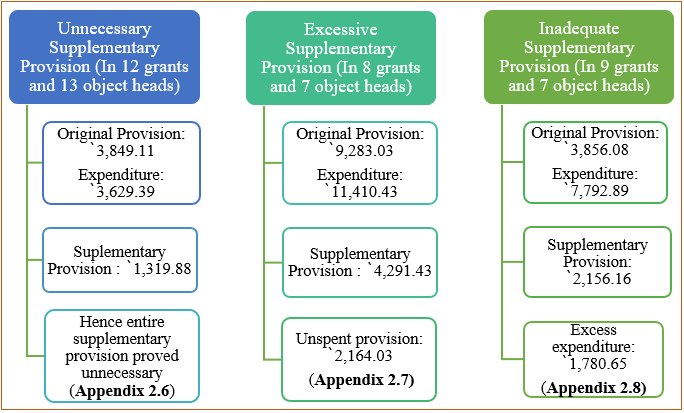 Unnecessary
Supplementary
Provision (In 12 grants
and 13 object heads)
Original Provision:
`3,849.11
Expenditure:
`3,629.39
Suplementary
Provision : `1,319.88
Hence entire
supplementary
provision proved
unnecessary
(Appendix 2.6)
Excessive
Supplementary
Provision (In 8 grants
and 7 object heads)
Original Provision:
`9,283.03
Expenditure:
`11,410.43
Supplementary
Provision : `4,291.43
Unspent provision:
`2,164.03
(Appendix 2.7)
Inadequate
Supplementary
Provision (In 9 grants
and 7 object heads)
Original Provision:
`3,856.08
Expenditure:
`7,792.89
Supplementary
Provision:
`2,156.16
Excess
expenditure:
`1,780.65
(Appendix 2.8)